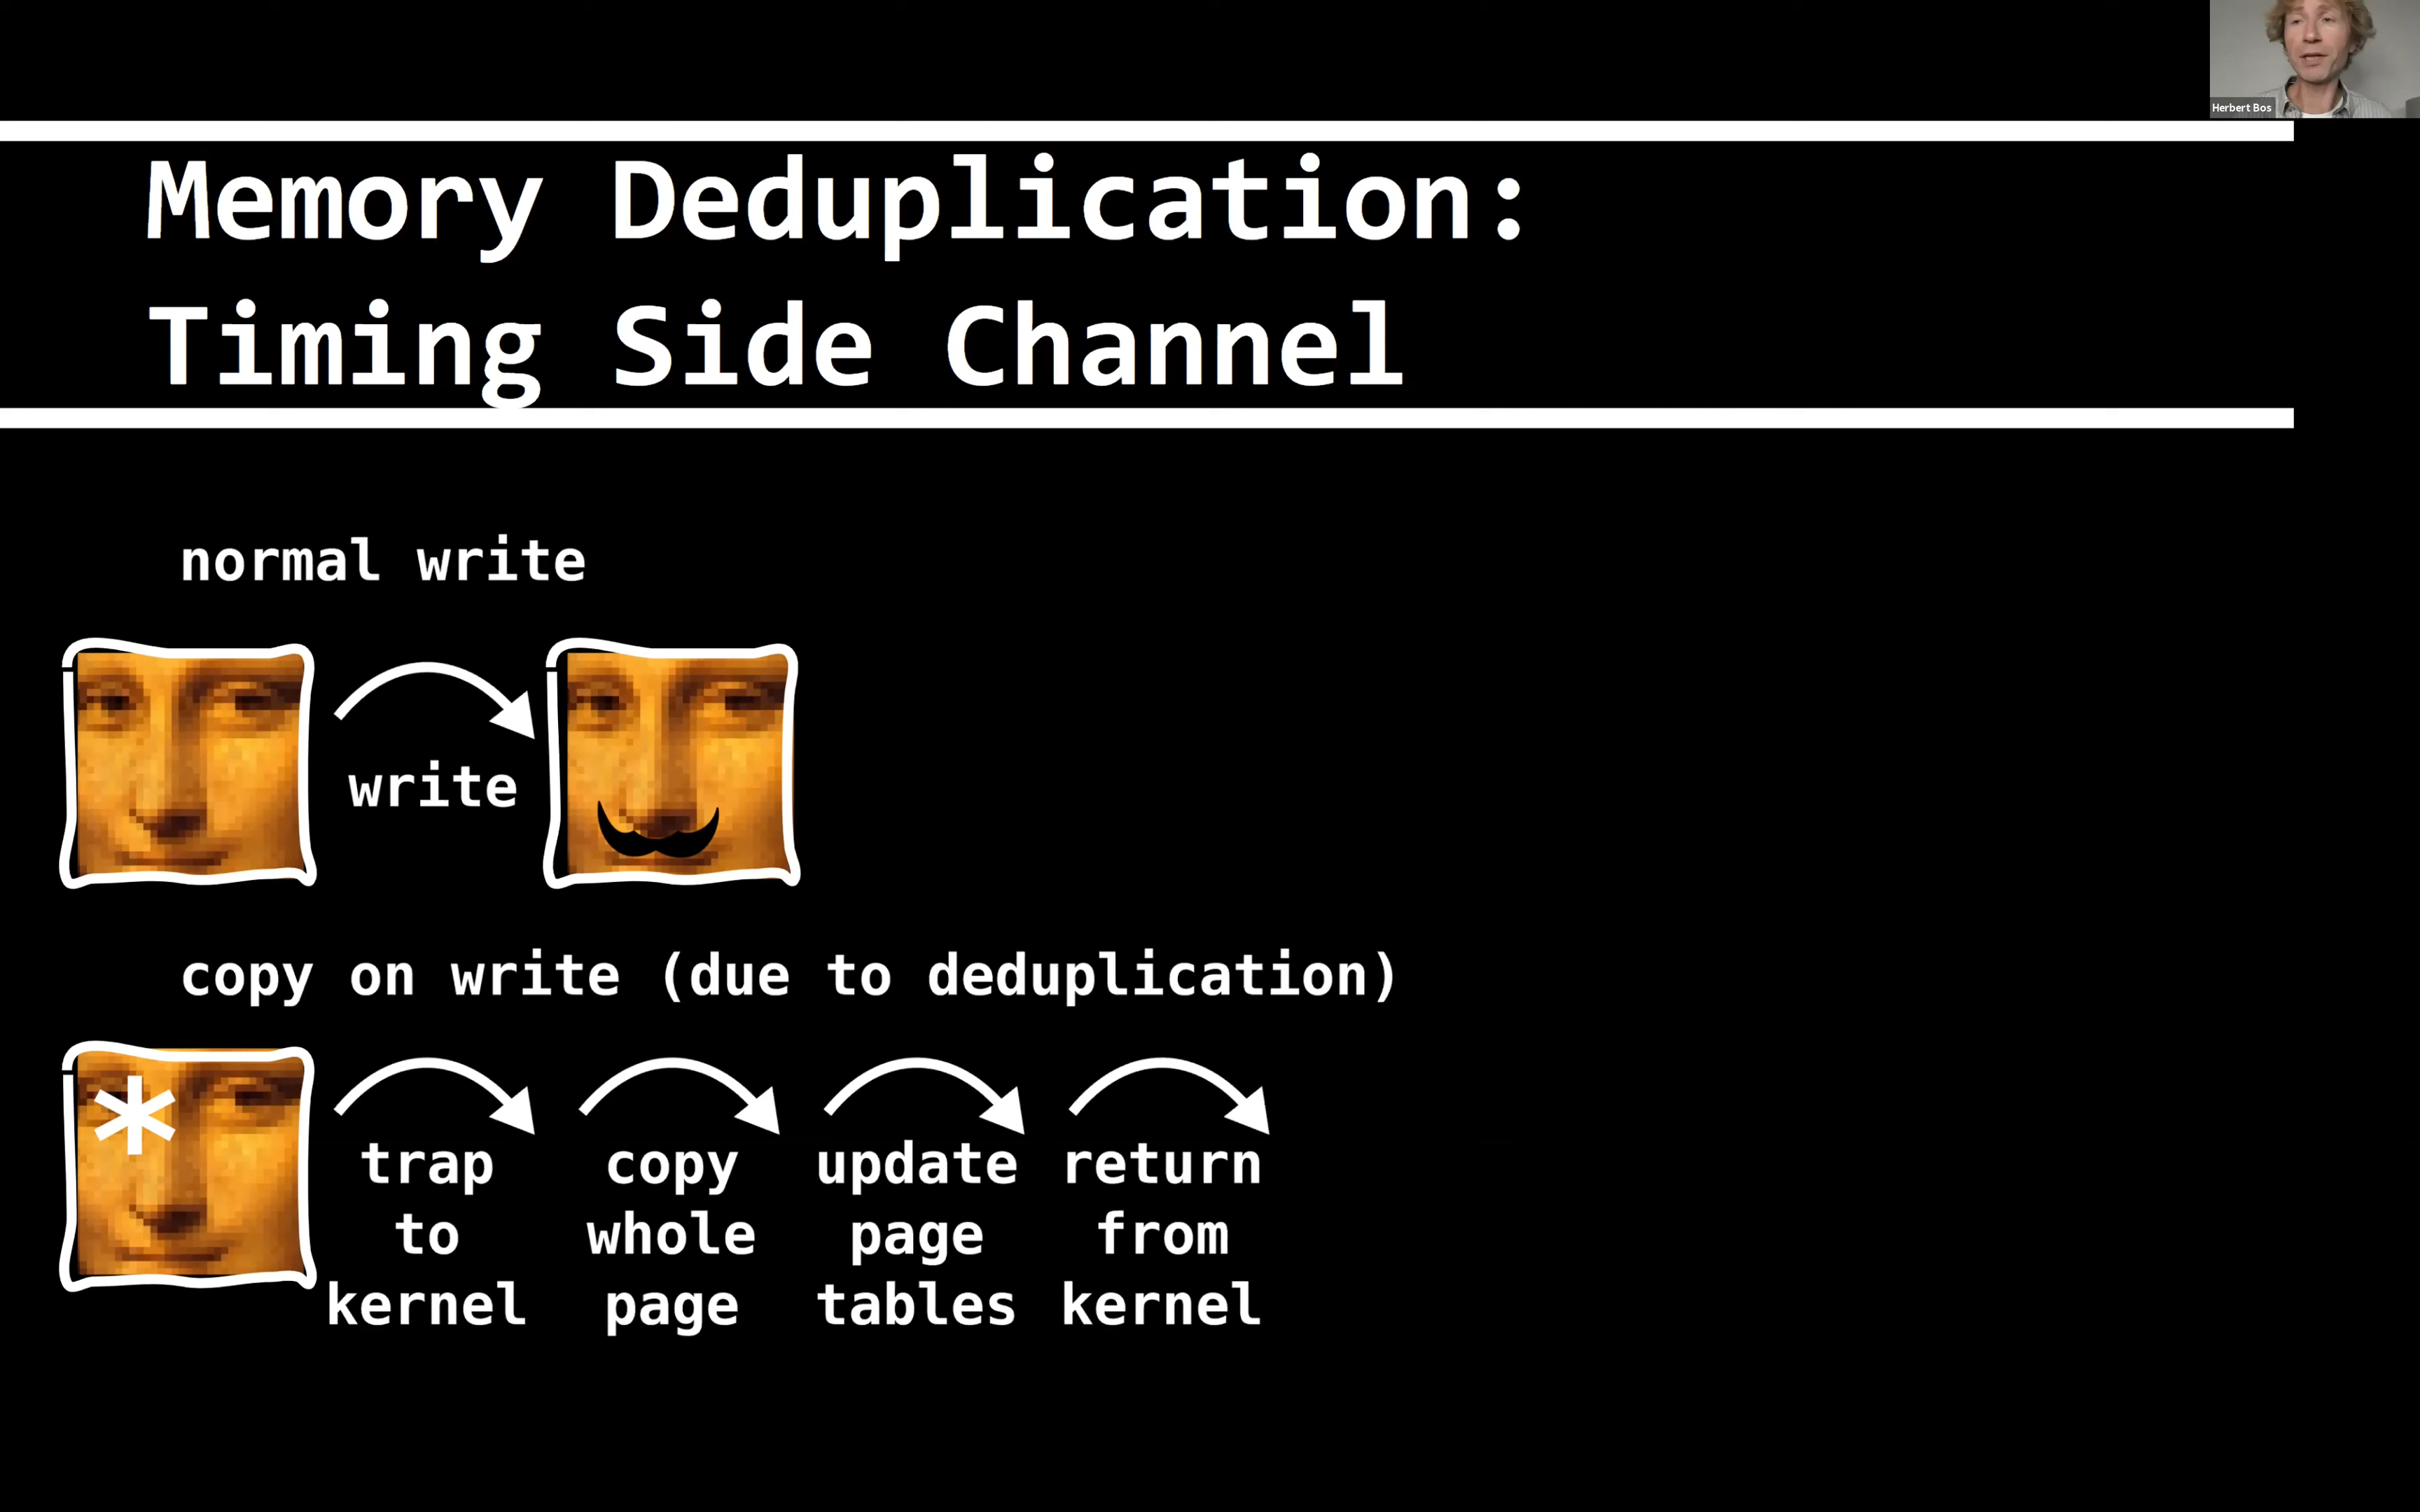 Herbert Bos
Memory Deduplication:
Timing Side Channel
normal write
write
copy on write (due to deduplication)
*
trap
to
kernel
copy
whole
page
update
page
tables
return
from
kernel